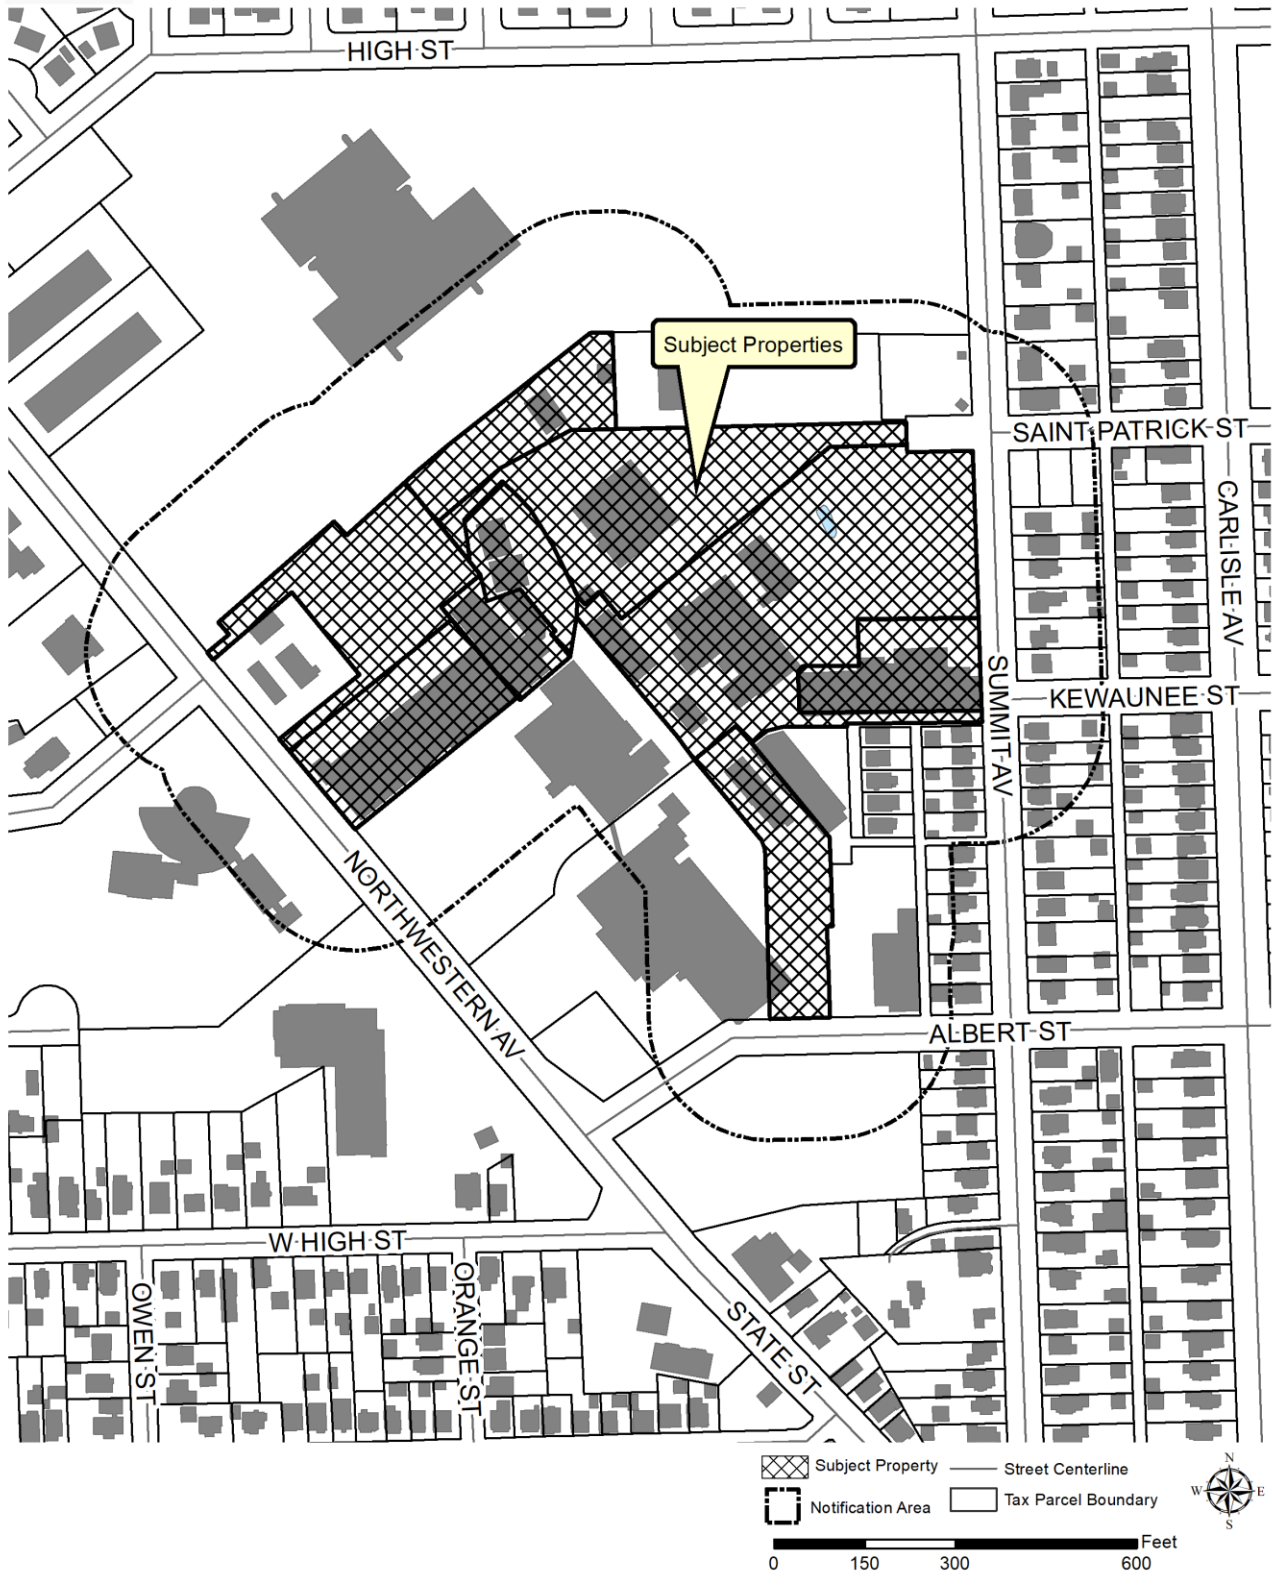 HIGH ST
Subject Properties
SAINT PATRICK ST
CARLISLE AV
SUMMIT AV
KEWAUNEE ST
NORTHWESTERN AV
ALBERT ST
W HIGH ST
OWEN ST
ORANGE ST
STATE ST
Subject Property
Street Centerline
Notification Area
Tax Parcel Boundary
N
W E
S
Feet
0 150 300 600